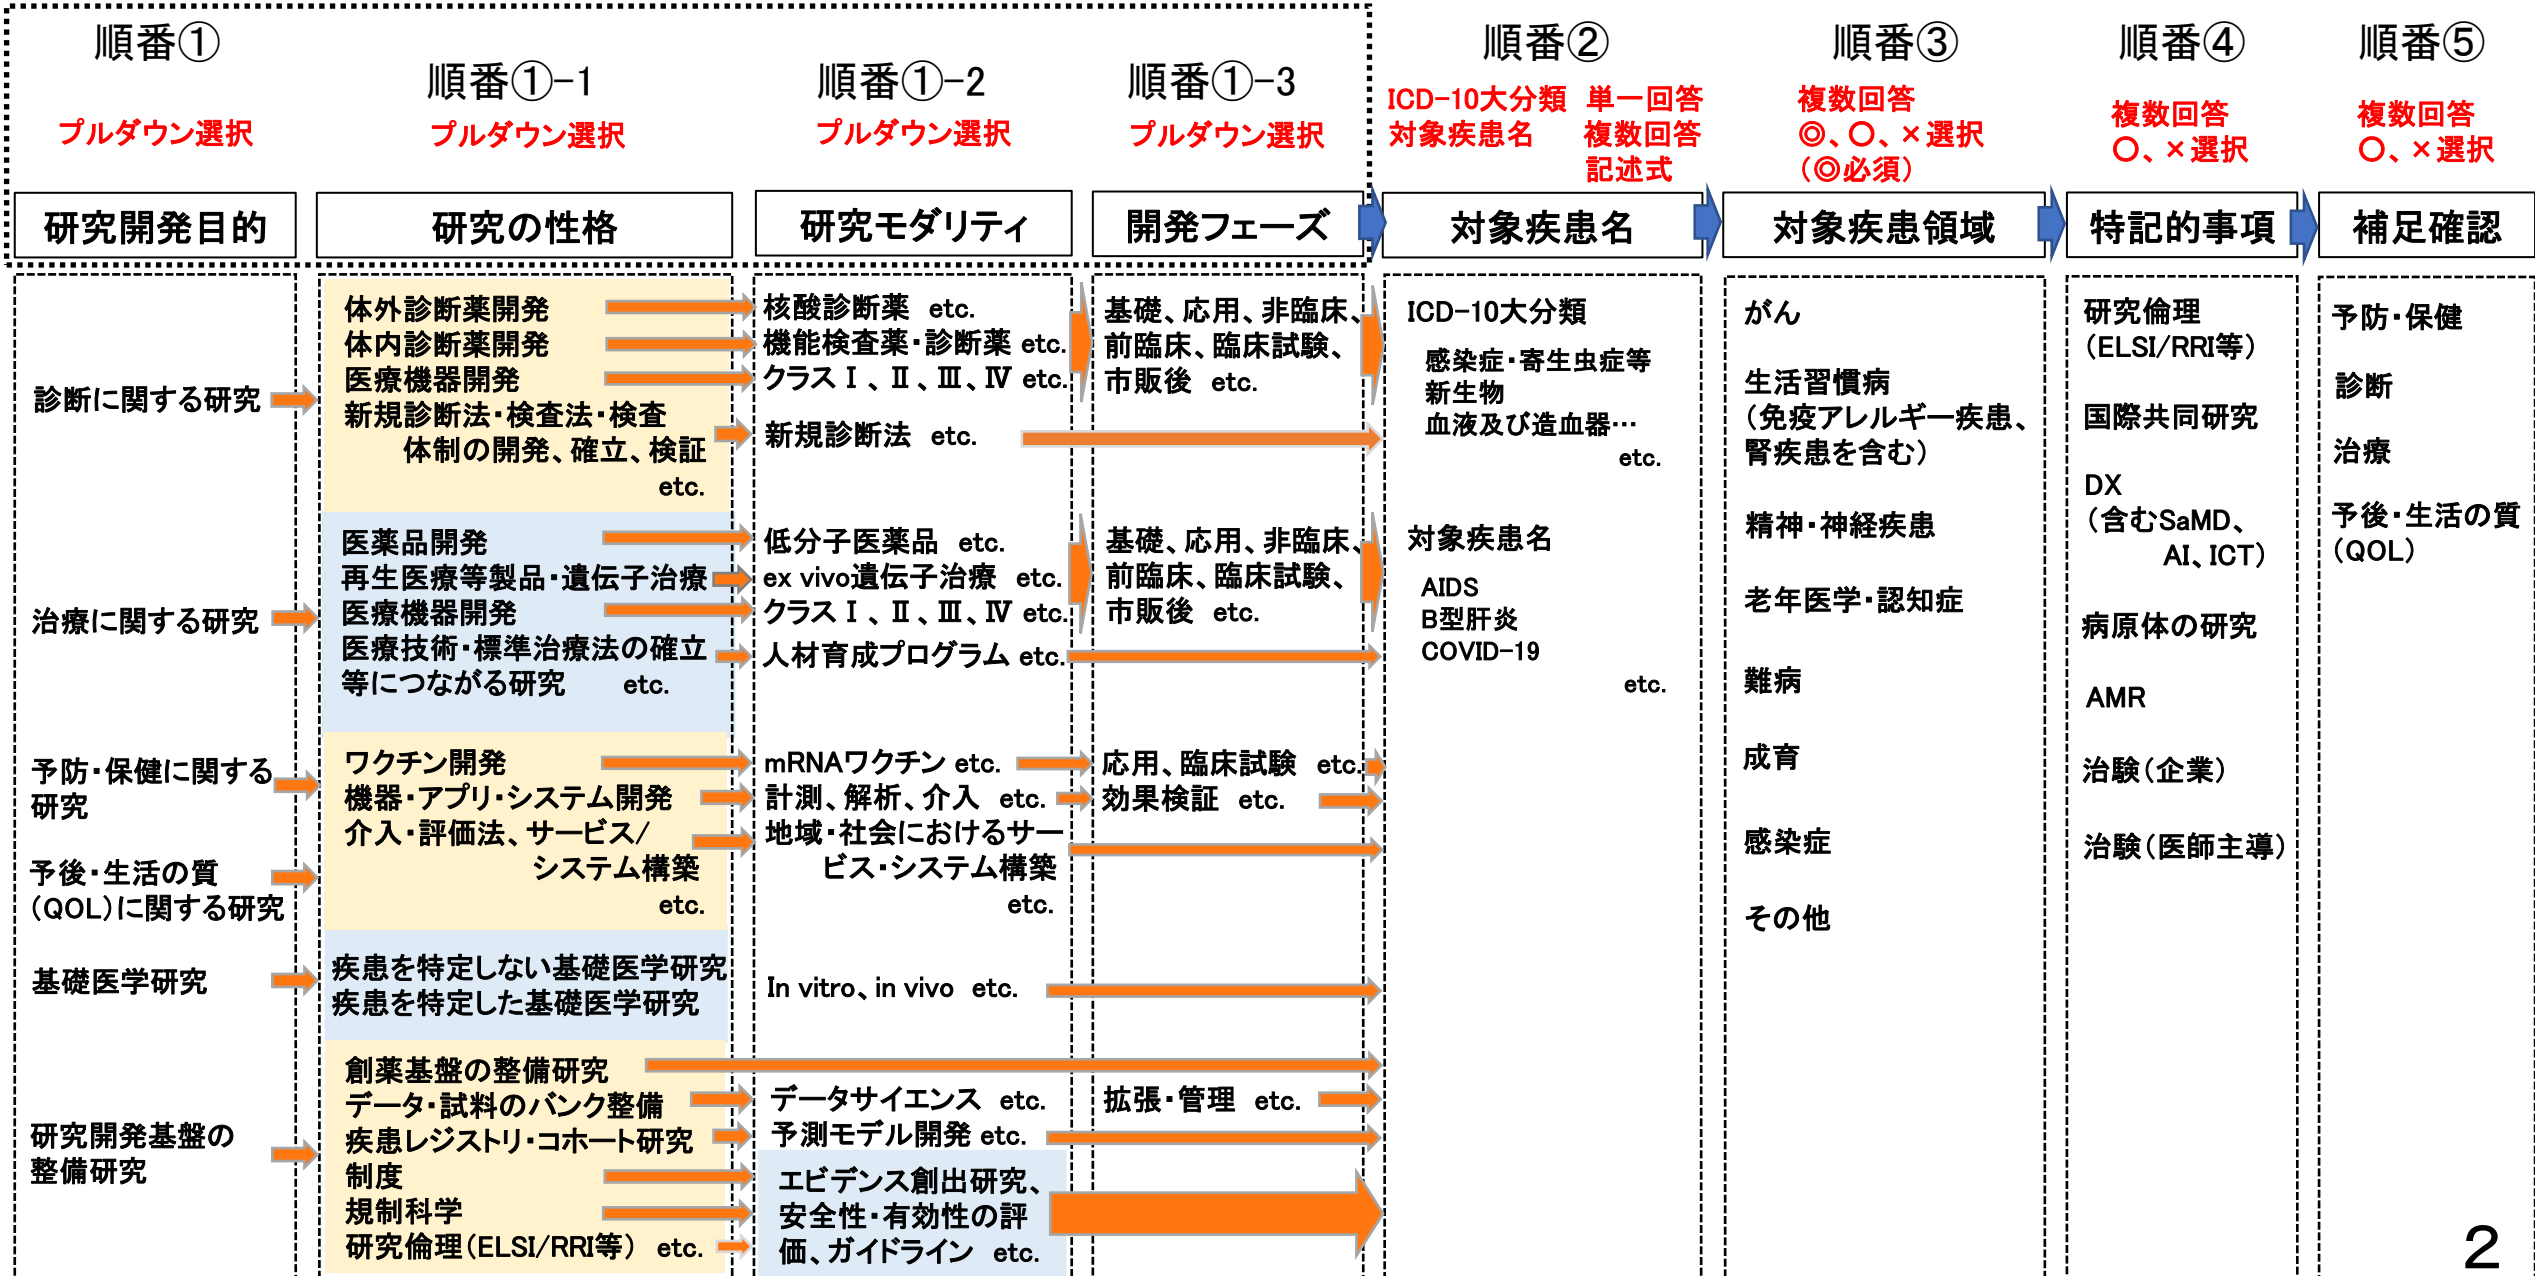 順番①
順番①-1
順番①-2
順番①-3
順番②
順番③
順番④
順番⑤
プルダウン選択
プルダウン選択
プルダウン選択
プルダウン選択
ICD-10大分類 単一回答
対象疾患名 複数回答
記述式
複数回答
◎、〇、×選択
(◎必須)
複数回答
〇、×選択
複数回答
〇、×選択
研究開発目的
研究の性格
研究モダリティ
開発フェーズ
対象疾患名
対象疾患領域
特記的事項
補足確認
診断に関する研究
治療に関する研究
予防・保健に関する
研究
予後・生活の質
(QOL)に関する研究
基礎医学研究
研究開発基盤の
整備研究
体外診断薬開発
体内診断薬開発
医療機器開発
新規診断法・検査法・検査
体制の開発、確立、検証
etc.
医薬品開発
再生医療等製品・遺伝子治療
医療機器開発
医療技術・標準治療法の確立
等につながる研究 etc.
ワクチン開発
機器・アプリ・システム開発
介入・評価法、サービス/
システム構築
etc.
疾患を特定しない基礎医学研究
疾患を特定した基礎医学研究
創薬基盤の整備研究
データ・試料のバンク整備
疾患レジストリ・コホート研究
制度
規制科学
研究倫理(ELSI/RRI等) etc.
核酸診断薬 etc.
機能検査薬・診断薬 etc.
クラスⅠ、Ⅱ、Ⅲ、Ⅳ etc.
新規診断法 etc.
低分子医薬品 etc.
ex vivo遺伝子治療 etc.
クラスⅠ、Ⅱ、Ⅲ、Ⅳ etc.
人材育成プログラム etc.
mRNAワクチン etc.
計測、解析、介入 etc.
地域・社会におけるサー
ビス・システム構築
etc.
In vitro、in vivo etc.
データサイエンス etc.
予測モデル開発 etc.
エビデンス創出研究、
安全性・有効性の評
価、ガイドライン etc.
基礎、応用、非臨床、
前臨床、臨床試験、
市販後 etc.
基礎、応用、非臨床、
前臨床、臨床試験、
市販後 etc.
応用、臨床試験 etc.
効果検証 etc.
拡張・管理 etc.
ICD-10大分類
感染症・寄生虫症等
新生物
血液及び造血器…
etc.
対象疾患名
AIDS
B型肝炎
COVID-19
etc.
がん
生活習慣病
(免疫アレルギー疾患、
腎疾患を含む)
精神・神経疾患
老年医学・認知症
難病
成育
感染症
その他
研究倫理
(ELSI/RRI等)
国際共同研究
DX
(含むSaMD、
AI、ICT)
病原体の研究
AMR
治験(企業)
治験(医師主導)
予防・保健
診断
治療
予後・生活の質
(QOL)
2